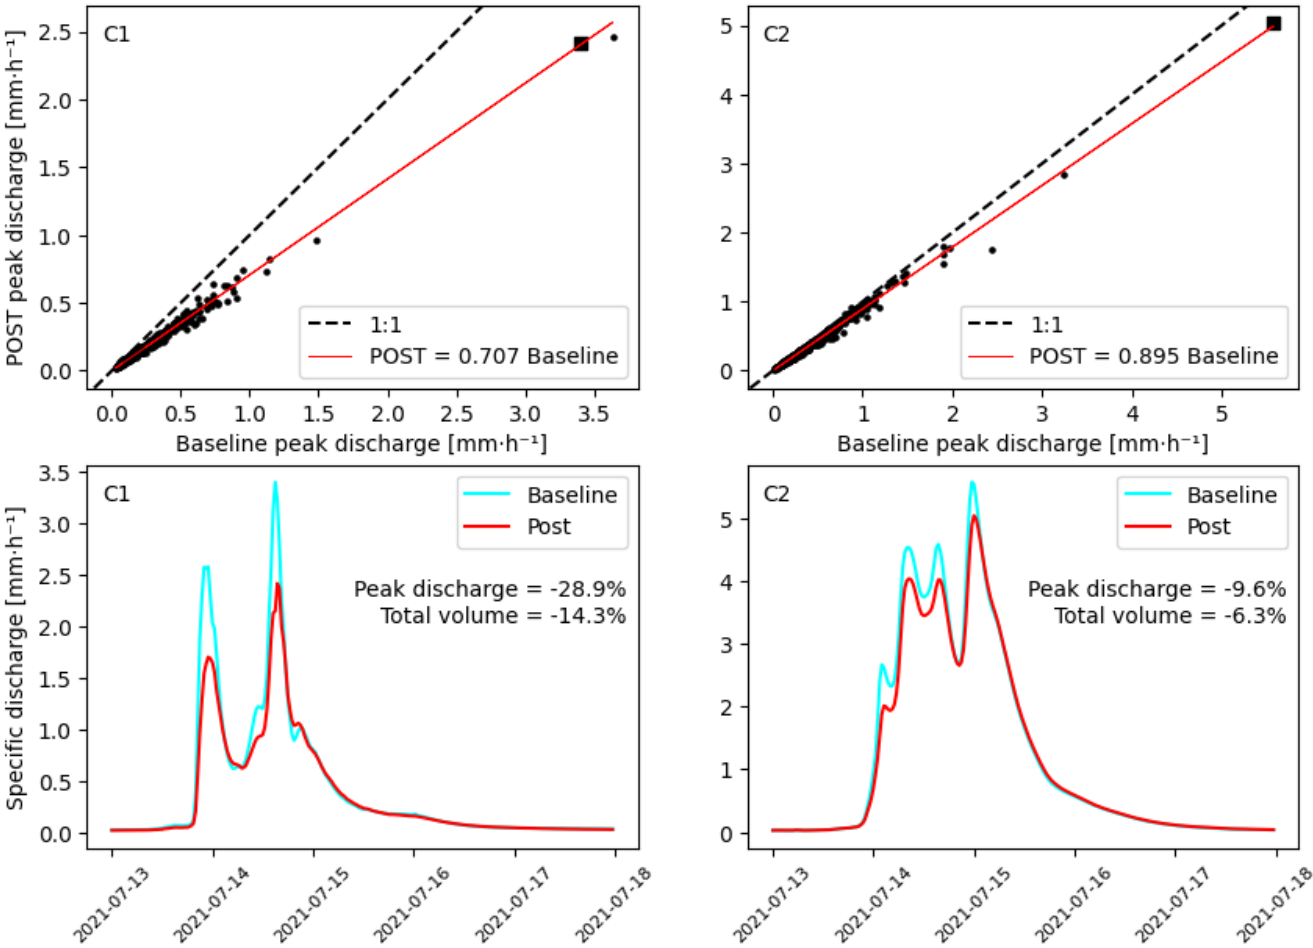 C1
POST peak discharge [mm·h⁻¹]
2.5
2.0
1.5
1.0
0.5
0.0
1:1
POST = 0.707 Baseline
0.0 0.5 1.0 1.5 2.0 2.5 3.0 3.5
Baseline peak discharge [mm·h⁻¹]
C2
5
4
3
2
1
0
1:1
POST = 0.895 Baseline
0 1 2 3 4 5
Baseline peak discharge [mm·h⁻¹]
C1
Specific discharge [mm·h⁻¹]
3.5
3.0
2.5
2.0
1.5
1.0
0.5
0.0
Baseline
Post
Peak discharge = -28.9%
Total volume = -14.3%
2021-07-13 2021-07-14 2021-07-15 2021-07-16 2021-07-17 2021-07-18
C2
5
4
3
2
1
0
Baseline
Post
Peak discharge = -9.6%
Total volume = -6.3%
2021-07-13 2021-07-14 2021-07-15 2021-07-16 2021-07-17 2021-07-18